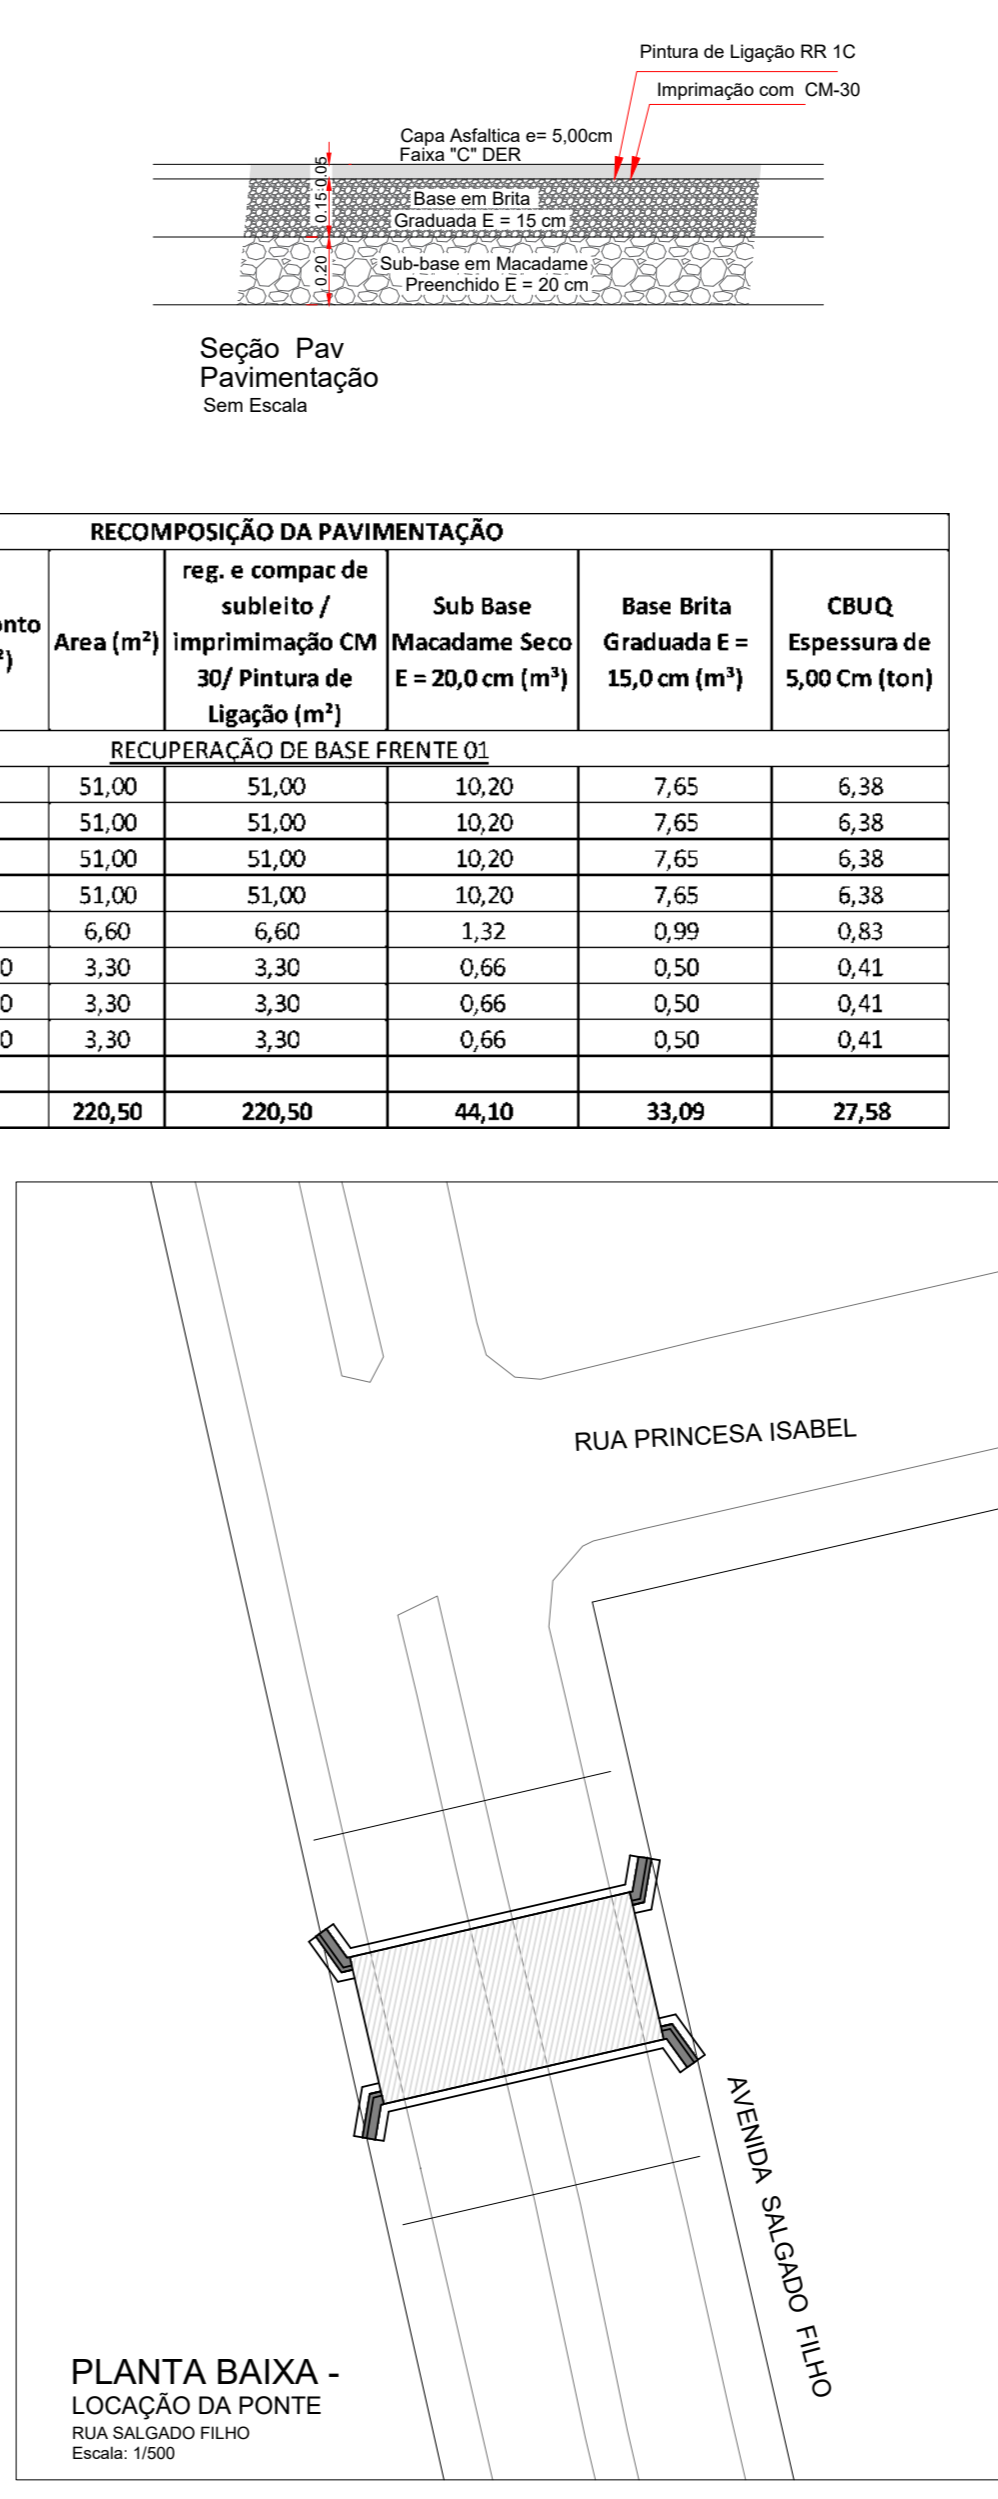 Pintura de Ligação RR 1C
Imprimação com CM-30
Capa Asfaltica e= 5,00cm
Faixa "C" DER
0.05
0.15
Base em Brita
Graduada E = 15 cm
0.20
Sub-base em Macadame
Preenchido E = 20 cm
Seção Pav
Pavimentação
Sem Escala
RECOMPOSIÇÃO DA PAVIMENTAÇÃO
Area (m²)
reg. e compac de
subleito /
imprimimação CM
30/ Pintura de
Ligação (m²)
Sub Base
Macadame Seco
E = 20,0 cm (m³)
Base Brita
Graduada E =
15,0 cm (m³)
CBUQ
Espessura de
5,00 Cm (ton)
RECUPERAÇÃO DE BASE FRENTE 01
51,00 51,00 10,20 7,65 6,38
51,00 51,00 10,20 7,65 6,38
51,00 51,00 10,20 7,65 6,38
51,00 51,00 10,20 7,65 6,38
6,60 6,60 1,32 0,99 0,83
0 3,30 3,30 0,66 0,50 0,41
0 3,30 3,30 0,66 0,50 0,41
0 3,30 3,30 0,66 0,50 0,41
220,50 220,50 44,10 33,09 27,58
RUA PRINCESA ISABEL
AVENIDA SALGADO FILHO
PLANTA BAIXA -
LOCAÇÃO DA PONTE
RUA SALGADO FILHO
Escala: 1/500